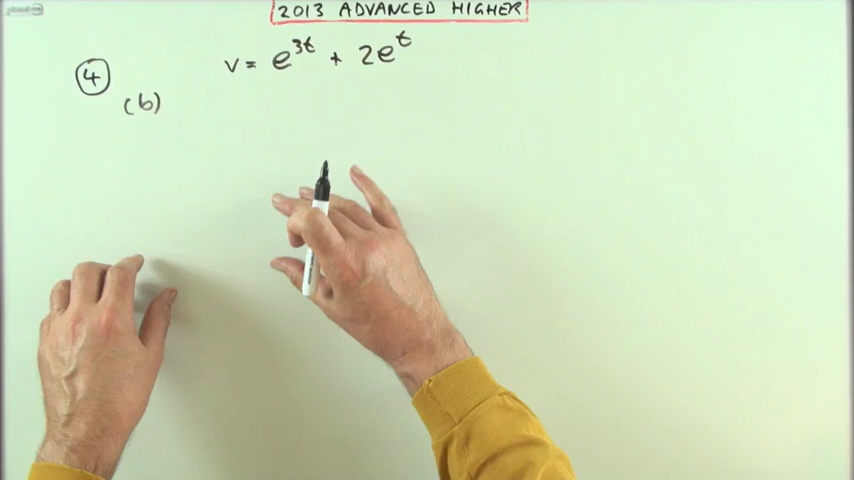 2013 ADVANCED HIGHER
④ v = e^{3t} + 2e^{t}
(b)